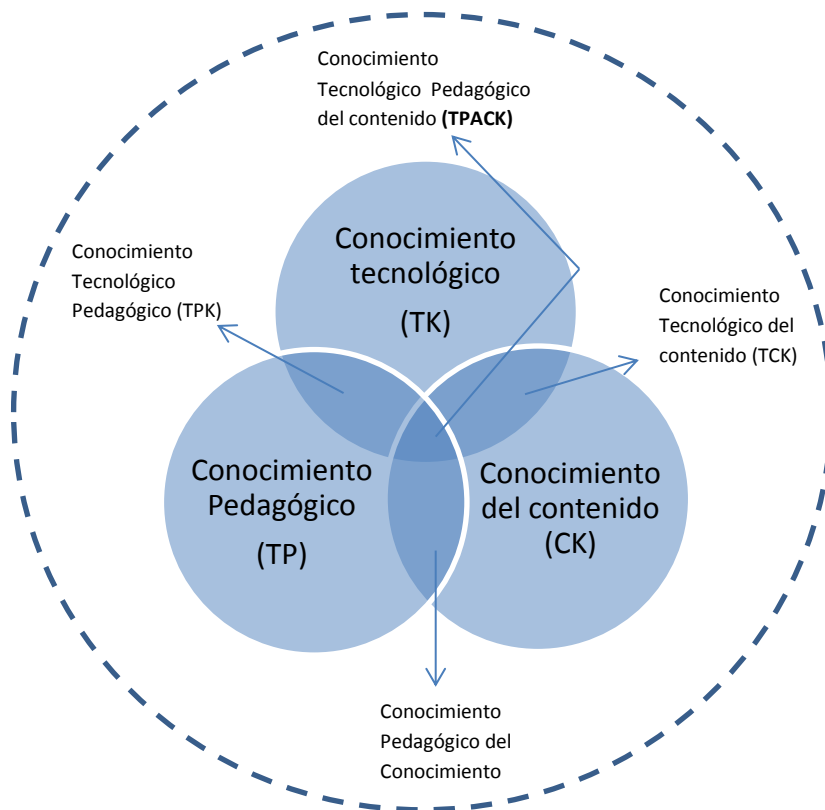 Conocimiento
Tecnológico Pedagógico
del contenido (TPACK)
Conocimiento
tecnológico
(TK)
Conocimiento
Tecnológico
Pedagógico (TPK)
Conocimiento
Tecnológico del
contenido (TCK)
Conocimiento
Pedagógico
(TP)
Conocimiento
del contenido
(CK)
Conocimiento
Pedagógico del
Conocimiento